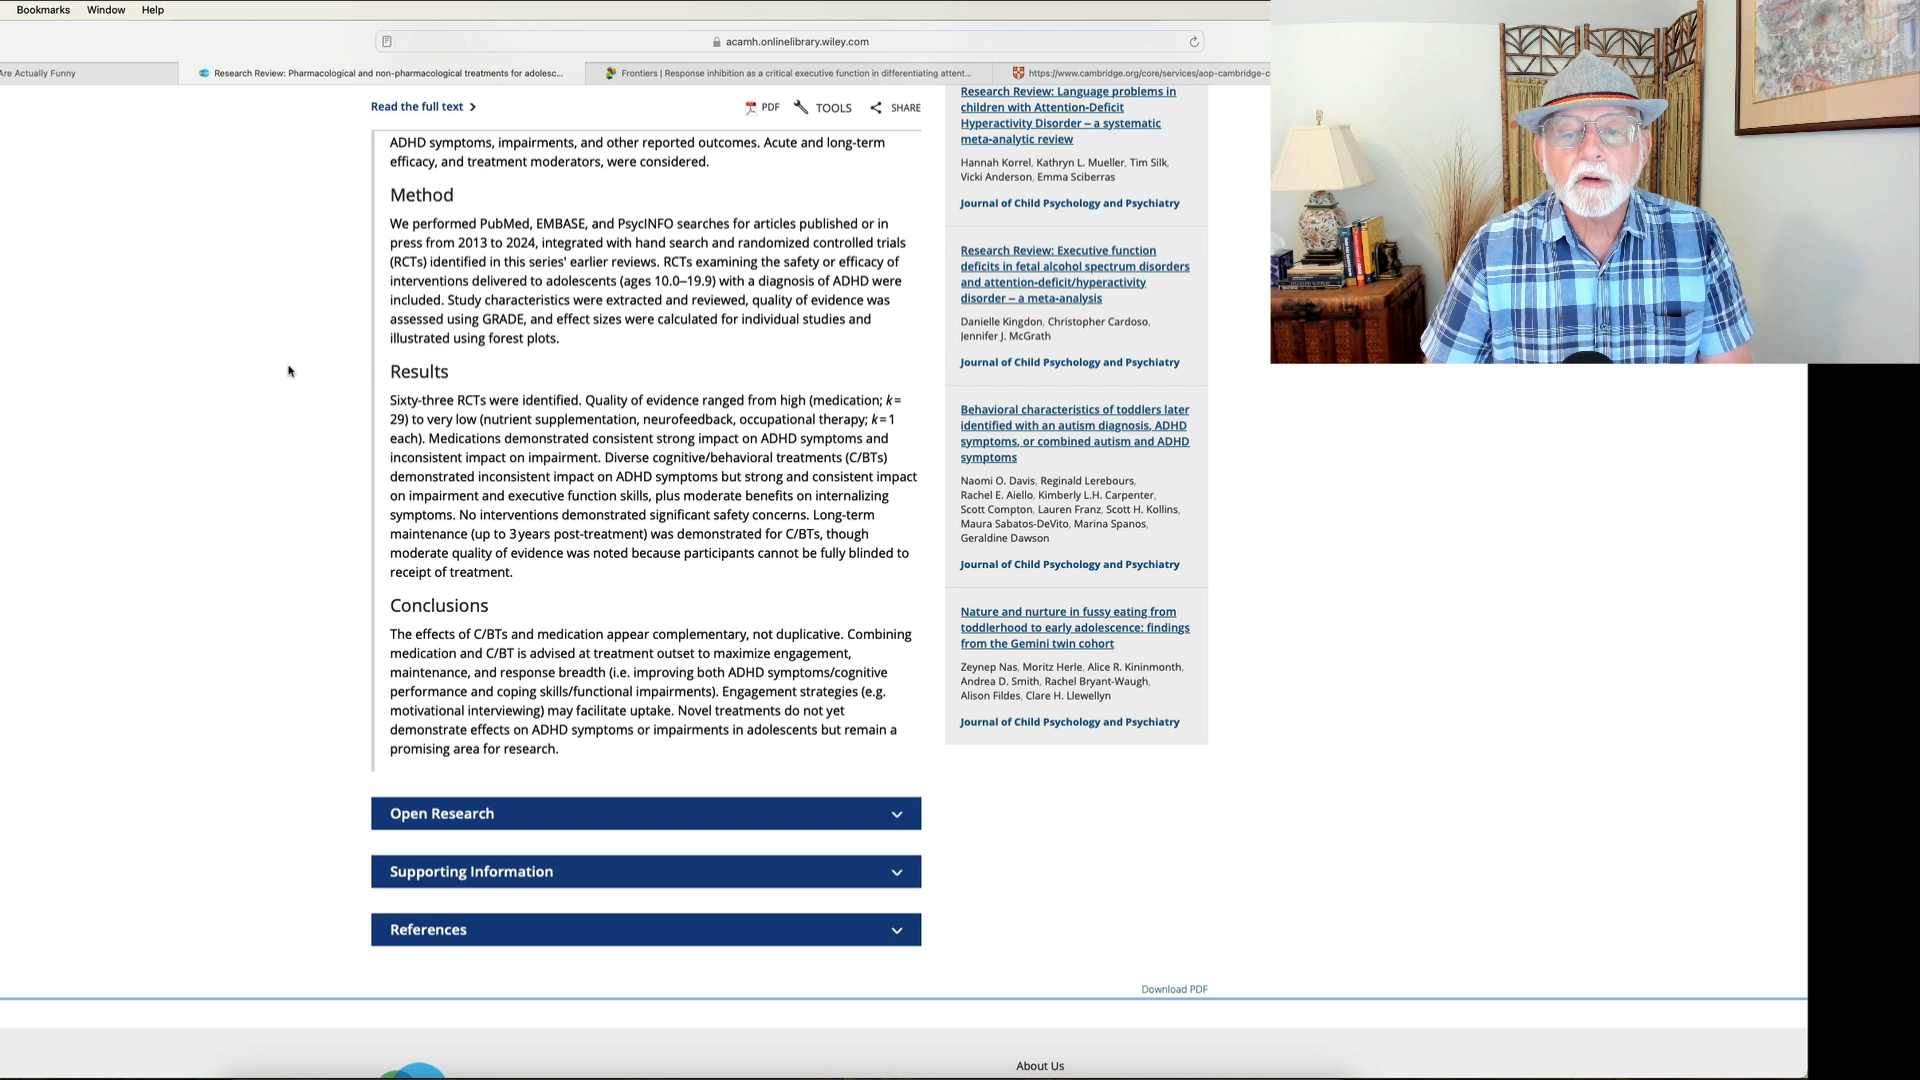 Bookmarks Window Help
acamh.onlinelibrary.wiley.com
Are Actually Funny
Research Review: Pharmacological and non-pharmacological treatments for adolesc...
Frontiers | Response inhibition as a critical executive function in differentiating attent...
https://www.cambridge.org/core/services/aop-cambridge-c
Read the full text
PDF TOOLS SHARE
ADHD symptoms, impairments, and other reported outcomes. Acute and long-term
efficacy, and treatment moderators, were considered.
Method
We performed PubMed, EMBASE, and PsycINFO searches for articles published or in
press from 2013 to 2024, integrated with hand search and randomized controlled trials
(RCTs) identified in this series' earlier reviews. RCTs examining the safety or efficacy of
interventions delivered to adolescents (ages 10.0–19.9) with a diagnosis of ADHD were
included. Study characteristics were extracted and reviewed, quality of evidence was
assessed using GRADE, and effect sizes were calculated for individual studies and
illustrated using forest plots.
Results
Sixty-three RCTs were identified. Quality of evidence ranged from high (medication; k =
29) to very low (nutrient supplementation, neurofeedback, occupational therapy; k = 1
each). Medications demonstrated consistent strong impact on ADHD symptoms and
inconsistent impact on impairment. Diverse cognitive/behavioral treatments (C/BTs)
demonstrated inconsistent impact on ADHD symptoms but strong and consistent impact
on impairment and executive function skills, plus moderate benefits on internalizing
symptoms. No interventions demonstrated significant safety concerns. Long-term
maintenance (up to 3 years post-treatment) was demonstrated for C/BTs, though
moderate quality of evidence was noted because participants cannot be fully blinded to
receipt of treatment.
Conclusions
The effects of C/BTs and medication appear complementary, not duplicative. Combining
medication and C/BT is advised at treatment outset to maximize engagement,
maintenance, and response breadth (i.e. improving both ADHD symptoms/cognitive
performance and coping skills/functional impairments). Engagement strategies (e.g.
motivational interviewing) may facilitate uptake. Novel treatments do not yet
demonstrate effects on ADHD symptoms or impairments in adolescents but remain a
promising area for research.
Open Research
Supporting Information
References
Research Review: Language problems in
children with Attention-Deficit
Hyperactivity Disorder – a systematic
meta-analytic review
Hannah Korrel, Kathryn L. Mueller, Tim Silk,
Vicki Anderson, Emma Sciberras
Journal of Child Psychology and Psychiatry
Research Review: Executive function
deficits in fetal alcohol spectrum disorders
and attention-deficit/hyperactivity
disorder – a meta-analysis
Danielle Kingdon, Christopher Cardoso,
Jennifer J. McGrath
Journal of Child Psychology and Psychiatry
Behavioral characteristics of toddlers later
identified with an autism diagnosis, ADHD
symptoms, or combined autism and ADHD
symptoms
Naomi O. Davis, Reginald Lerebours,
Rachel E. Aiello, Kimberly L.H. Carpenter,
Scott Compton, Lauren Franz, Scott H. Kollins,
Maura Sabatos-DeVito, Marina Spanos,
Geraldine Dawson
Journal of Child Psychology and Psychiatry
Nature and nurture in fussy eating from
toddlerhood to early adolescence: findings
from the Gemini twin cohort
Zeynep Nas, Moritz Herle, Alice R. Kininmonth,
Andrea D. Smith, Rachel Bryant-Waugh,
Alison Fildes, Clare H. Llewellyn
Journal of Child Psychology and Psychiatry
Download PDF
About Us